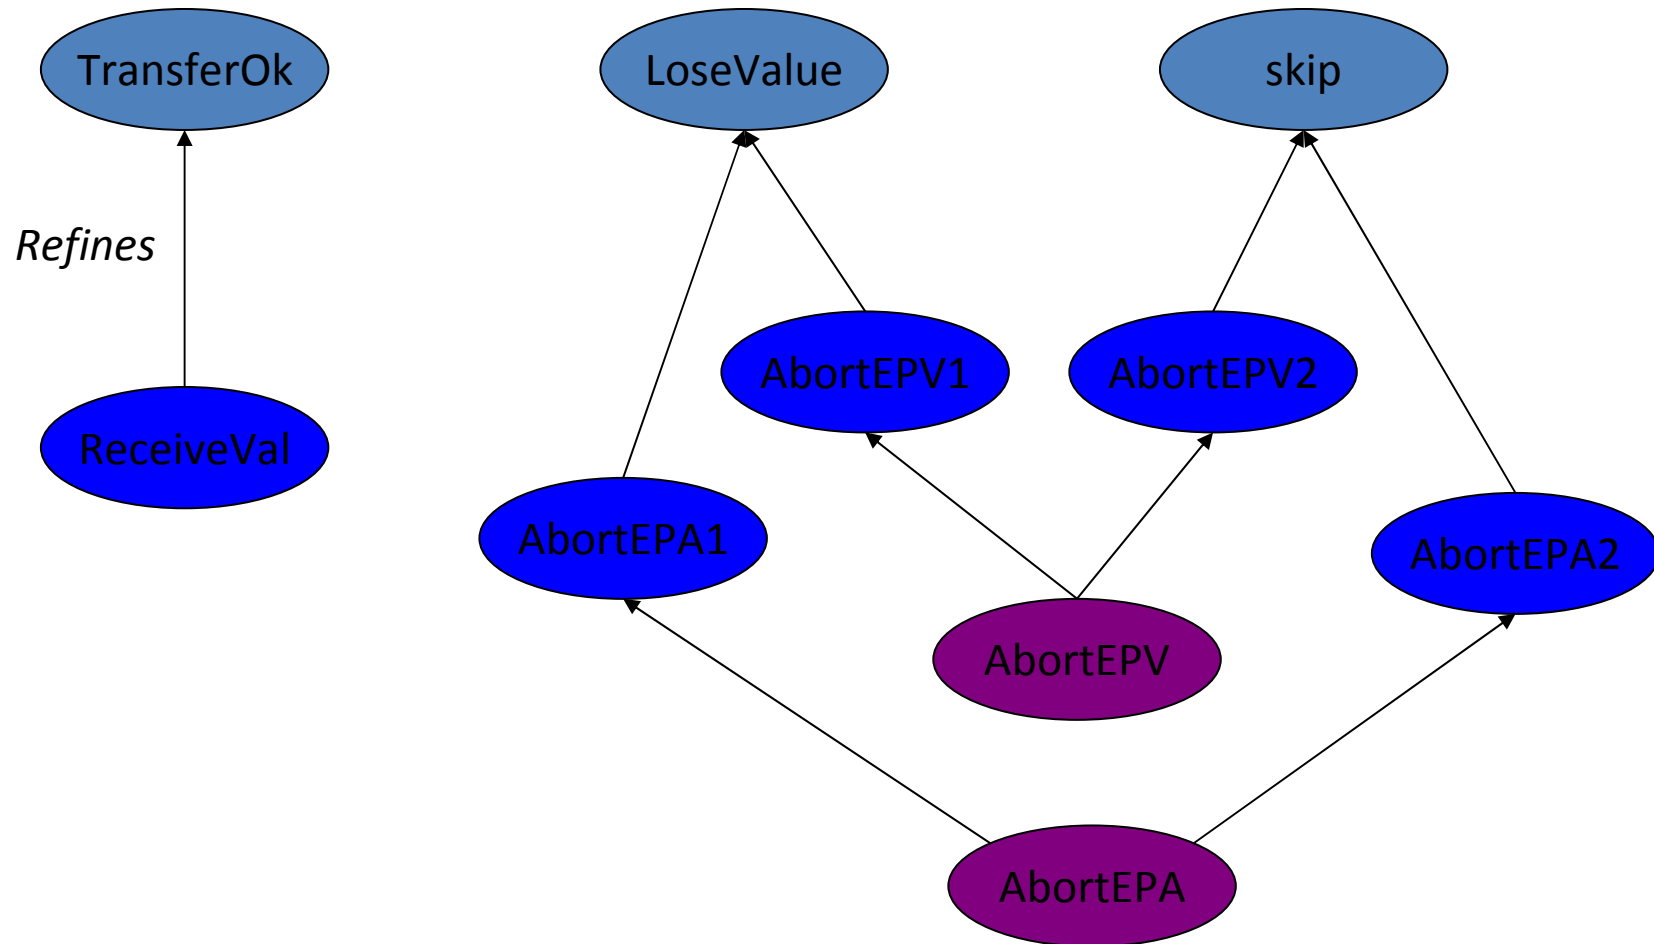 TransferOk
LoseValue
skip
Refines
AbortEPV1
AbortEPV2
ReceiveVal
AbortEPA1
AbortEPA2
AbortEPV
AbortEPA